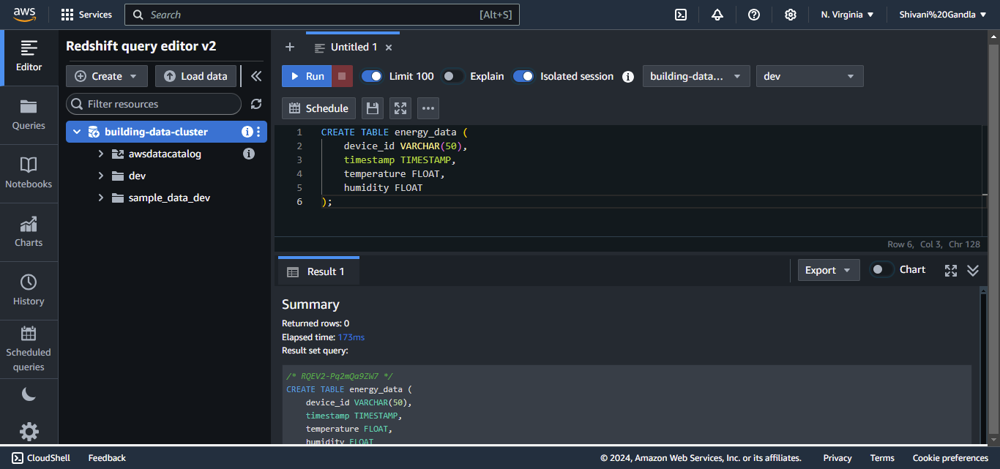 aws
Services
Search
[Alt+S]
N. Virginia
Shivani%20Gandla
Editor
Queries
Notebooks
Charts
History
Scheduled
queries
Redshift query editor v2
Create
Load data
Filter resources
building-data-cluster
awsdatacatalog
dev
sample_data_dev
Untitled 1
Run
Limit 100
Explain
Isolated session
building-data...
dev
Schedule
1 CREATE TABLE energy_data (
2 device_id VARCHAR(50),
3 timestamp TIMESTAMP,
4 temperature FLOAT,
5 humidity FLOAT
6 );
Row 6, Col 3, Chr 128
Result 1
Export
Chart
Summary
Returned rows: 0
Elapsed time: 173ms
Result set query:
/* RQEV2-Pq2mQa9ZW7 */
CREATE TABLE energy_data (
device_id VARCHAR(50),
timestamp TIMESTAMP,
temperature FLOAT,
humidity FLOAT
CloudShell
Feedback
© 2024, Amazon Web Services, Inc. or its affiliates.
Privacy
Terms
Cookie preferences